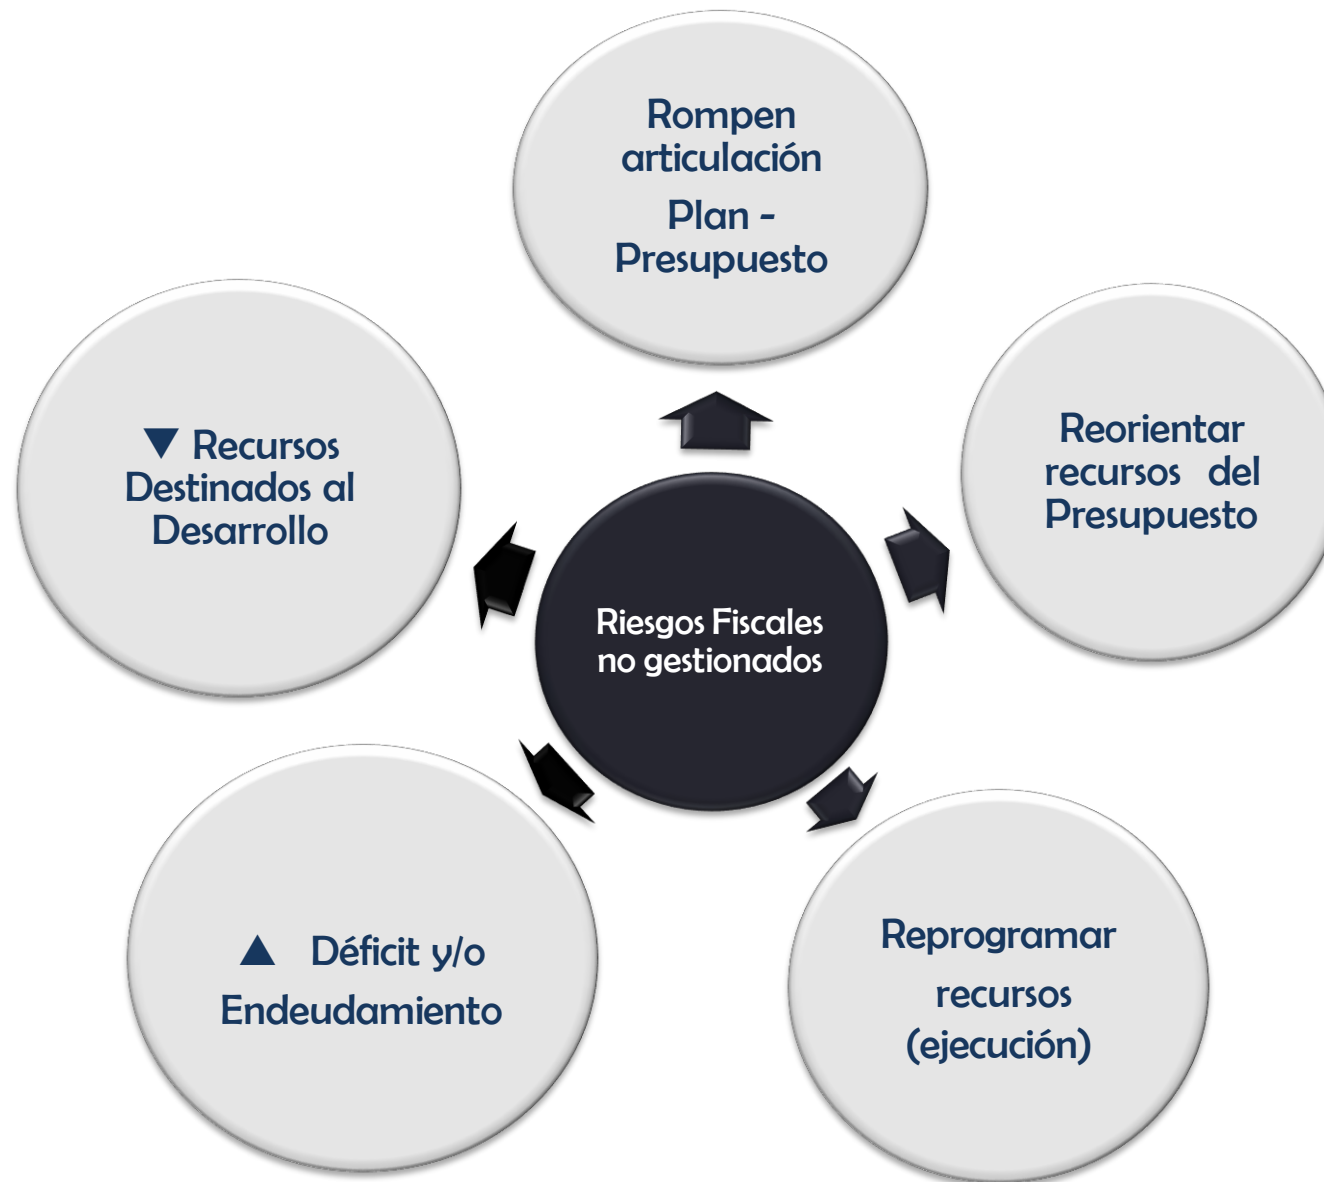 Rompen
articulación
Plan -
Presupuesto
▼ Recursos
Destinados al
Desarrollo
Reorientar
recursos del
Presupuesto
Riesgos Fiscales
no gestionados
▲ Déficit y/o
Endeudamiento
Reprogramar
recursos
(ejecución)